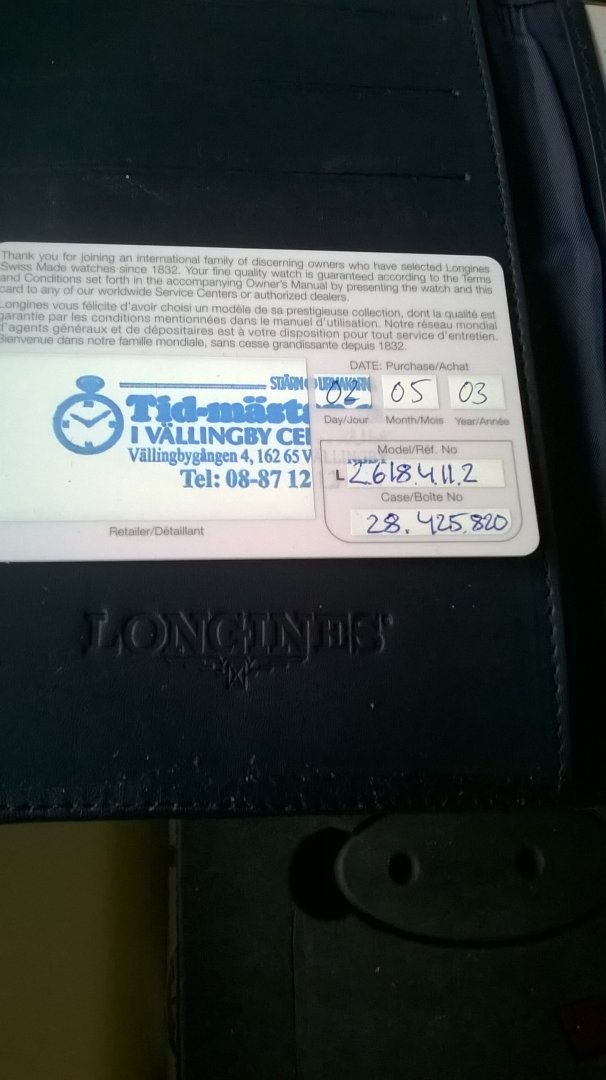 Thank you for joining an international family of discerning owners who have selected Longines
Swiss Made watches since 1832. Your fine quality watch is guaranteed according to the Terms
and Conditions set forth in the accompanying Owner's Manual by presenting the watch and this
card to any of our worldwide Service Centers or authorized dealers.
Longines vous félicite d'avoir choisi un modèle de sa prestigieuse collection, dont la qualité est
garantie par les conditions mentionnées dans le manuel d'utilisation. Notre réseau mondial
d'agents généraux et de dépositaires est à votre disposition pour tout service d'entretien.
Bienvenue dans notre famille mondiale, sans cesse grandissante depuis 1832.
DATE: Purchase/Achat
02 05 03
Day/Jour Month/Mois Year/Année
Tid-mäst
I VÄLLINGBY CE
Vällingbygången 4, 162 65 V
Tel: 08-87 12
Model/Réf. No
L2.618.4.11.2
Case/Boîte No
28.425.820
Retailer/Détaillant
LONGINES